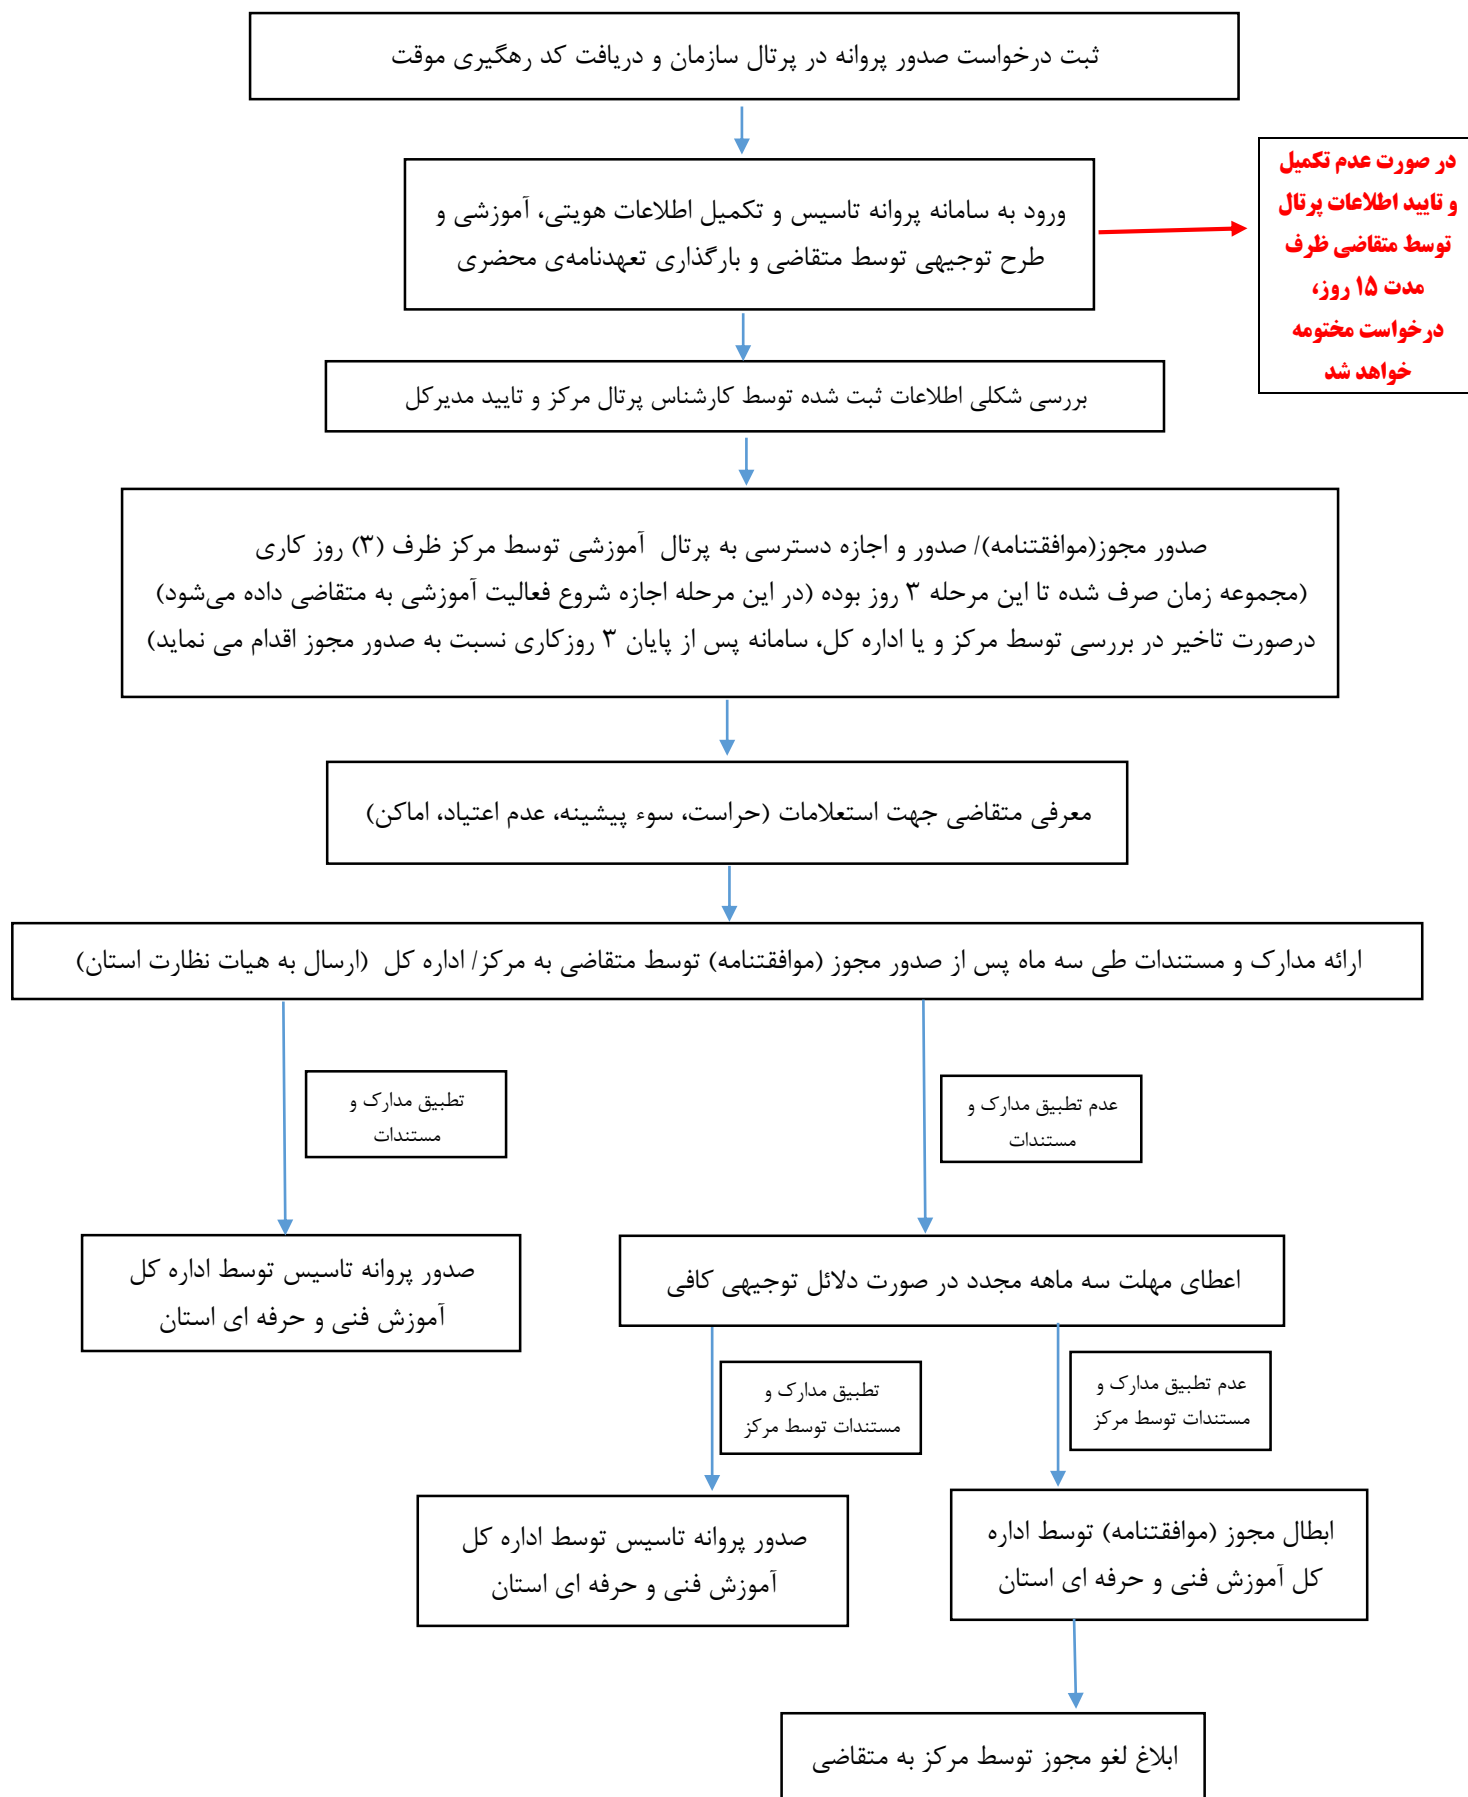 ثبت درخواست صدور پروانه در پرتال سازمان و دریافت کد رهگیری موقت
ورود به سامانه پروانه تاسیس و تکمیل اطلاعات هویتی، آموزشی و
طرح توجیهی توسط متقاضی و بارگذاری تعهدنامه‌ی محضری
در صورت عدم تکمیل
و تایید اطلاعات پرتال
توسط متقاضی ظرف
مدت ۱۵ روز،
درخواست مختومه
خواهد شد
بررسی شکلی اطلاعات ثبت شده توسط کارشناس پرتال مرکز و تایید مدیرکل
صدور مجوز(موافقتنامه)/ صدور و اجازه دسترسی به پرتال آموزشی توسط مرکز ظرف (۳) روز کاری
(مجموعه زمان صرف شده تا این مرحله ۳ روز بوده (در این مرحله اجازه شروع فعالیت آموزشی به متقاضی داده می‌شود)
درصورت تاخیر در بررسی توسط مرکز و یا اداره کل، سامانه پس از پایان ۳ روزکاری نسبت به صدور مجوز اقدام می نماید)
معرفی متقاضی جهت استعلامات (حراست، سوء پیشینه، عدم اعتیاد، اماکن)
ارائه مدارک و مستندات طی سه ماه پس از صدور مجوز (موافقتنامه) توسط متقاضی به مرکز/ اداره کل (ارسال به هیات نظارت استان)
عدم تطبیق مدارک و
مستندات
تطبیق مدارک و
مستندات
اعطای مهلت سه ماهه مجدد در صورت دلائل توجیهی کافی
صدور پروانه تاسیس توسط اداره کل
آموزش فنی و حرفه ای استان
عدم تطبیق مدارک و
مستندات توسط مرکز
تطبیق مدارک و
مستندات توسط مرکز
ابطال مجوز (موافقتنامه) توسط اداره
کل آموزش فنی و حرفه ای استان
صدور پروانه تاسیس توسط اداره کل
آموزش فنی و حرفه ای استان
ابلاغ لغو مجوز توسط مرکز به متقاضی